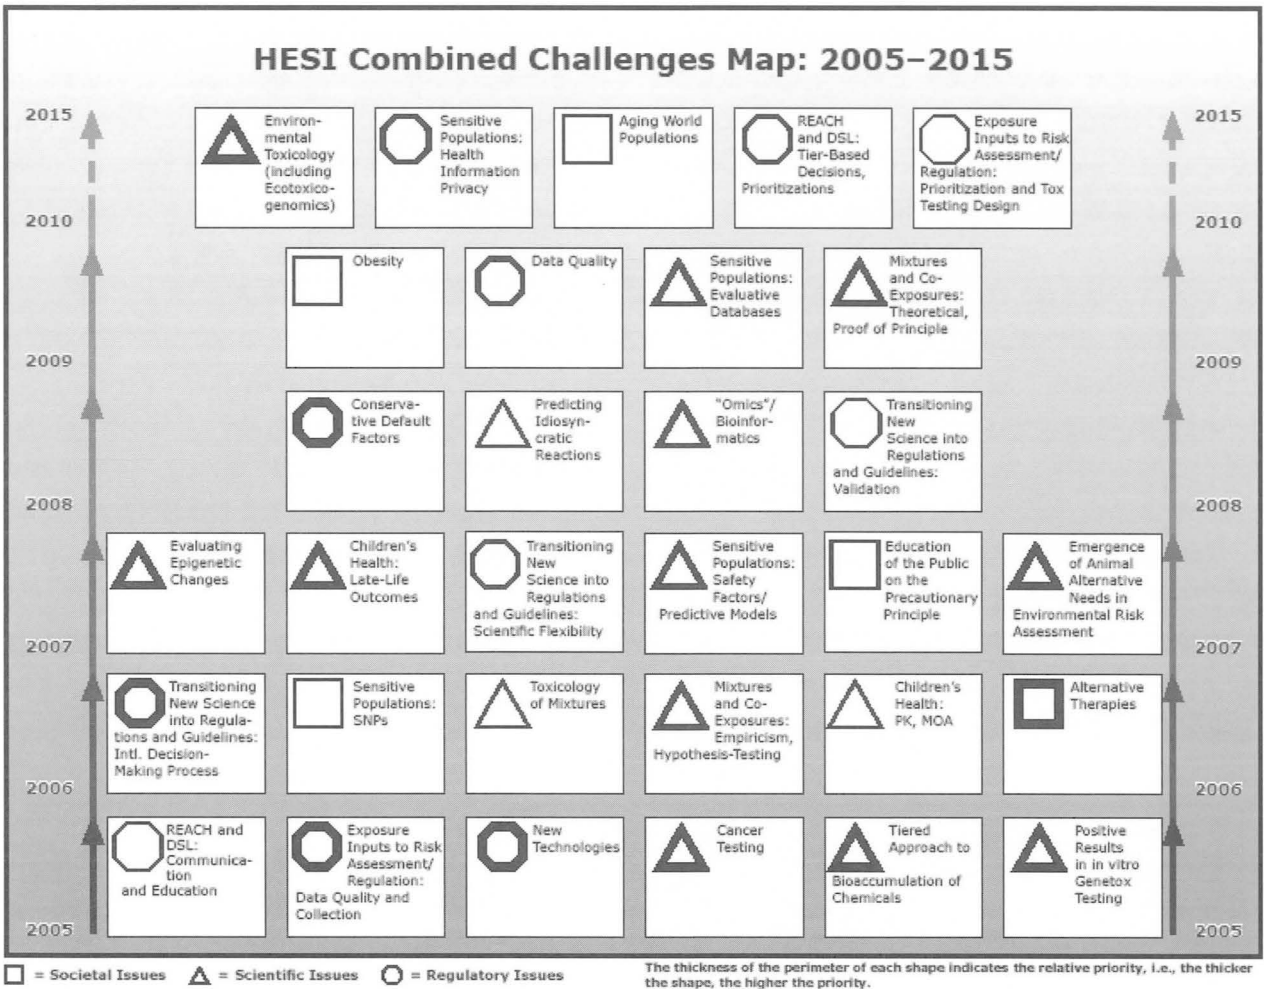 HESI Combined Challenges Map: 2005–2015
2015
Environ-
mental
Toxicology
(including
Ecotoxico-
genomics)
Sensitive
Populations:
Health
Information
Privacy
Aging World
Populations
REACH
and DSL:
Tier-Based
Decisions,
Prioritizations
Exposure
Inputs to Risk
Assessment/
Regulation:
Prioritization and Tox
Testing Design
2015
2010
2010
Obesity
Data Quality
Sensitive
Populations:
Evaluative
Databases
Mixtures
and Co-
Exposures:
Theoretical,
Proof of Principle
2009
2009
Conserva-
tive Default
Factors
Predicting
Idiosyn-
cratic
Reactions
"Omics"/
Bioinfor-
matics
Transitioning
New
Science into
Regulations
and Guidelines:
Validation
2008
2008
Evaluating
Epigenetic
Changes
Children's
Health:
Late-Life
Outcomes
Transitioning
New
Science into
Regulations
and Guidelines:
Scientific Flexibility
Sensitive
Populations:
Safety
Factors/
Predictive Models
Education
of the Public
on the
Precautionary
Principle
Emergence
of Animal
Alternative
Needs in
Environmental Risk
Assessment
2007
2007
Transitioning
New Science
into Regula-
tions and Guidelines:
Intl. Decision-
Making Process
Sensitive
Populations:
SNPs
Toxicology
of Mixtures
Mixtures
and Co-
Exposures:
Empiricism,
Hypothesis-Testing
Children's
Health:
PK, MOA
Alternative
Therapies
2006
2006
REACH and
DSL:
Communica-
tion
and Education
Exposure
Inputs to Risk
Assessment/
Regulation:
Data Quality and
Collection
New
Technologies
Cancer
Testing
Tiered
Approach to
Bioaccumulation of
Chemicals
Positive
Results
in in vitro
Genetox
Testing
2005
2005
= Societal Issues
= Scientific Issues
= Regulatory Issues
The thickness of the perimeter of each shape indicates the relative priority, i.e., the thicker
the shape, the higher the priority.